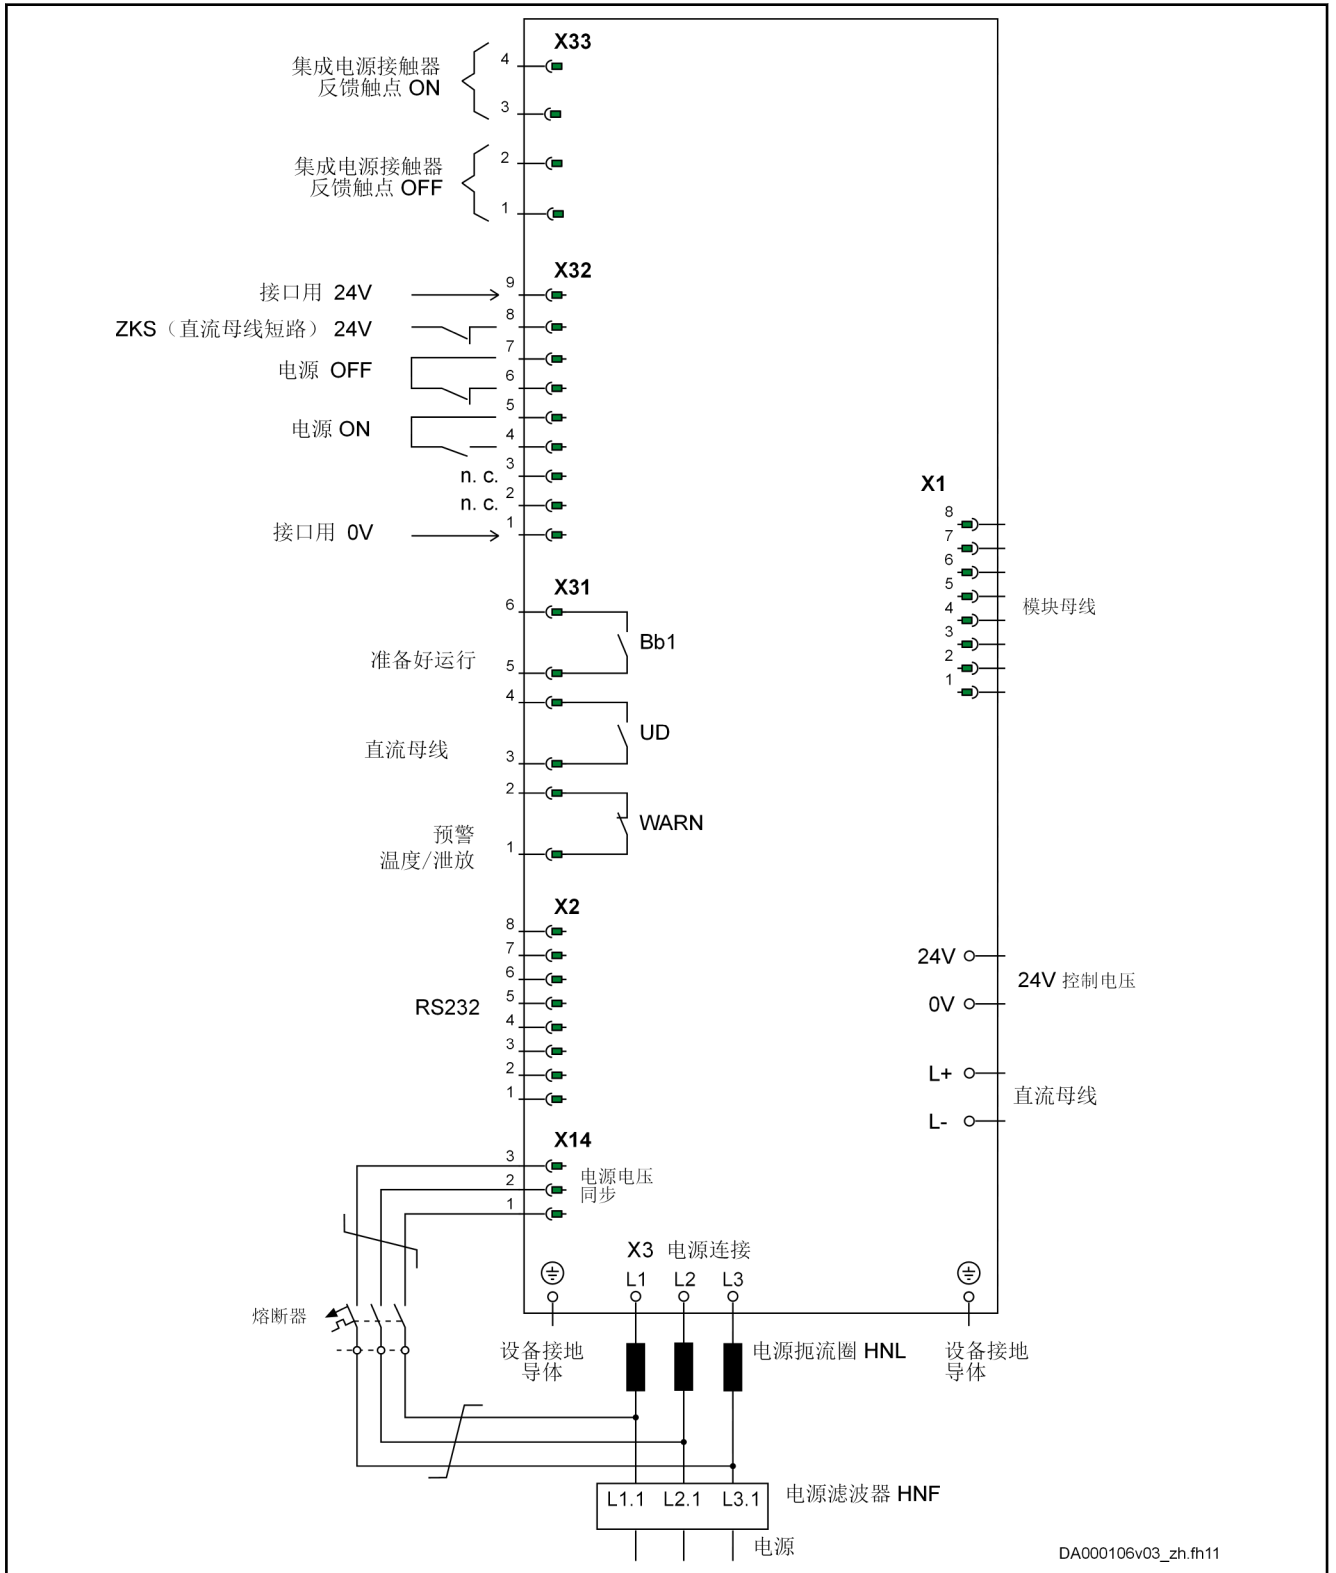 X33
4
集成电源接触器
反馈触点 ON
3
2
集成电源接触器
反馈触点 OFF
1
X32
9
接口用 24V
8
ZKS（直流母线短路） 24V
7
电源 OFF
6
5
电源 ON
4
3
n. c.
2
n. c.
1
接口用 0V
X31
6
Bb1
准备好运行
5
4
UD
直流母线
3
2
WARN
预警
温度/泄放
1
X2
8
7
6
5
RS232
4
3
2
1
X14
3
2
1
电源电压
同步
X1
8
7
6
5
4
3
2
1
模块母线
24V
24V 控制电压
0V
L+
直流母线
L-
X3 电源连接
L1 L2 L3
熔断器
设备接地
导体
电源扼流圈 HNL
设备接地
导体
L1.1 L2.1 L3.1
电源滤波器 HNF
电源
DA000106v03_zh.fh11